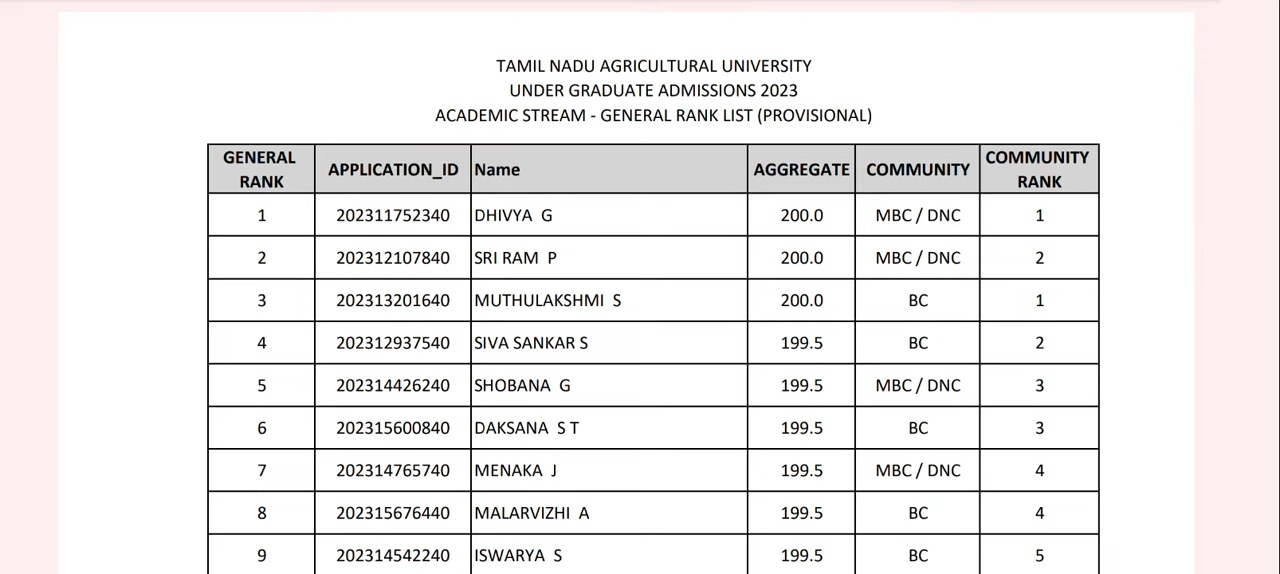 TAMIL NADU AGRICULTURAL UNIVERSITY
UNDER GRADUATE ADMISSIONS 2023
ACADEMIC STREAM - GENERAL RANK LIST (PROVISIONAL)
GENERAL RANK APPLICATION_ID Name AGGREGATE COMMUNITY COMMUNITY RANK
1 202311752340 DHIVYA G 200.0 MBC / DNC 1
2 202312107840 SRI RAM P 200.0 MBC / DNC 2
3 202313201640 MUTHULAKSHMI S 200.0 BC 1
4 202312937540 SIVA SANKAR S 199.5 BC 2
5 202314426240 SHOBANA G 199.5 MBC / DNC 3
6 202315600840 DAKSANA S T 199.5 BC 3
7 202314765740 MENAKA J 199.5 MBC / DNC 4
8 202315676440 MALARVIZHI A 199.5 BC 4
9 202314542240 ISWARYA S 199.5 BC 5